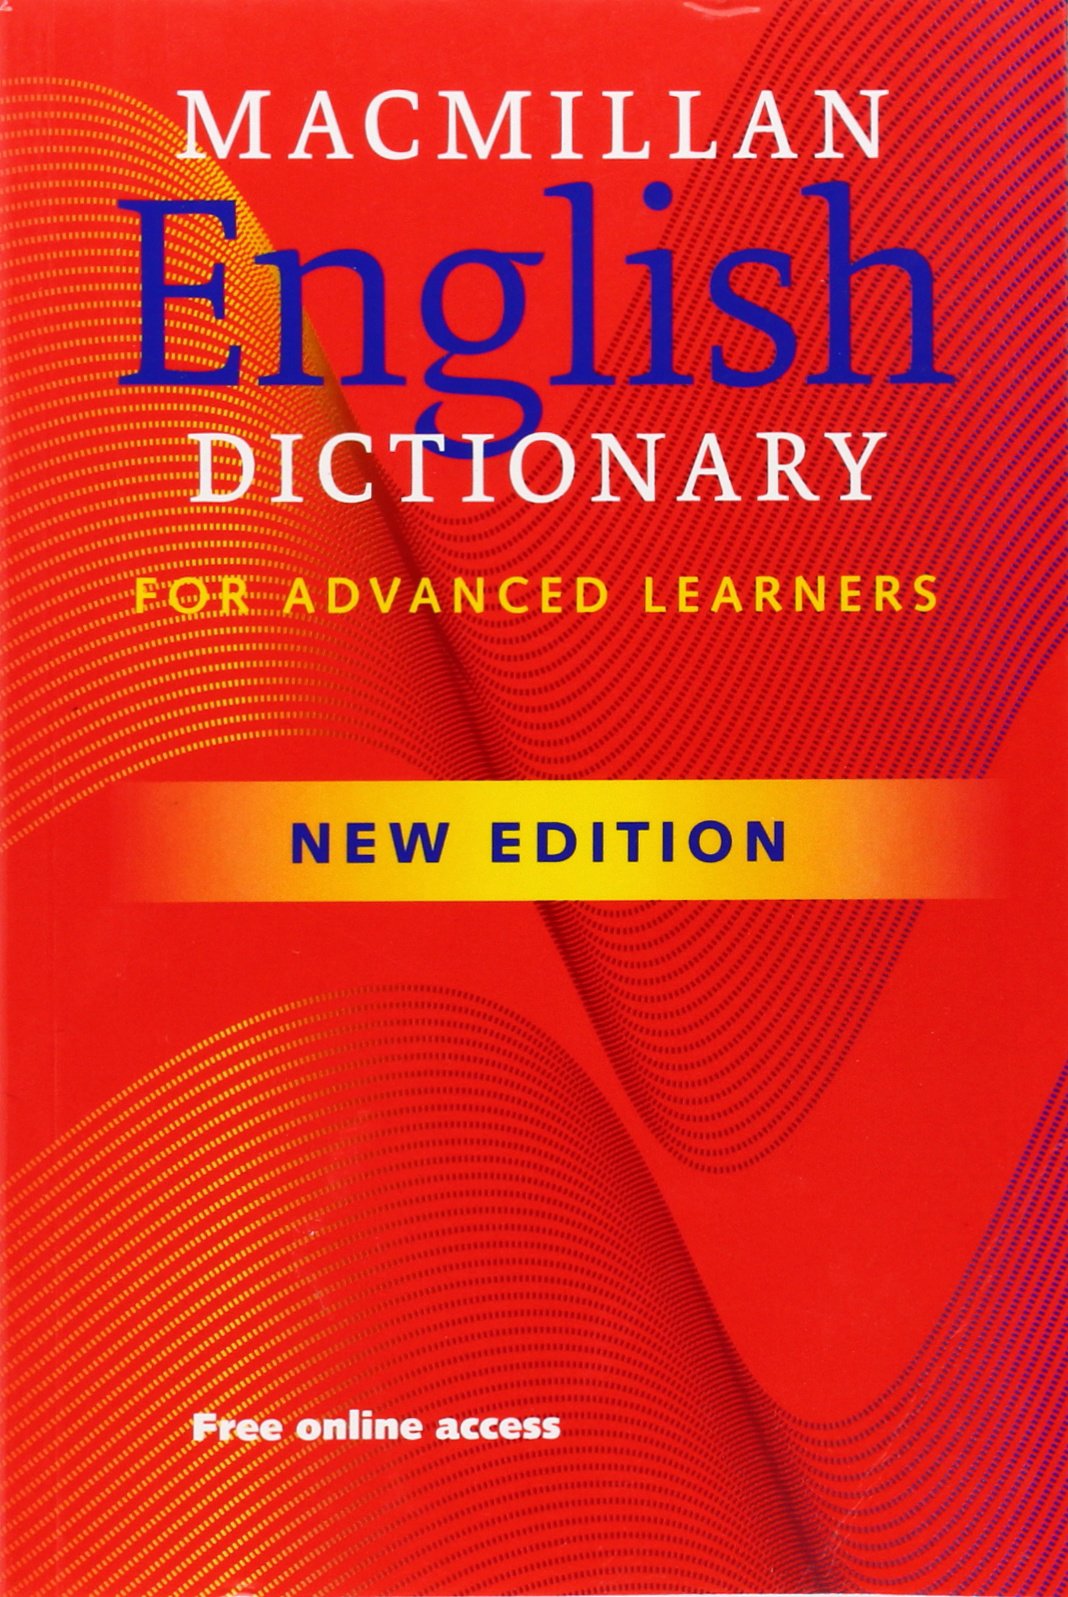 MACMILLAN
English
DICTIONARY
FOR ADVANCED LEARNERS
NEW EDITION
Free online access